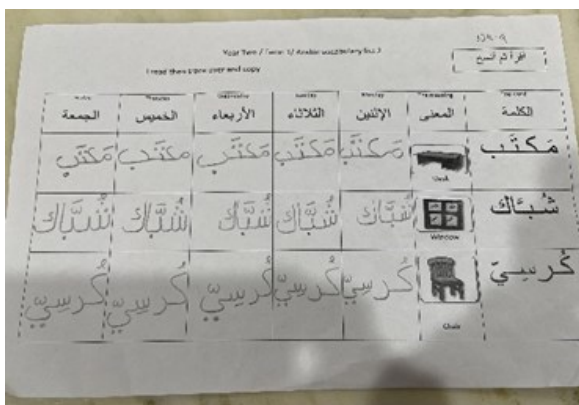 Year Two / Term 1/ Arabic vocabulary list 3
I read then trace over and copy
اقرأ ثم انسخ
الكلمة المعنى الإثنين الثلاثاء الأربعاء الخميس الجمعة
مَكتَب مَكتَب مَكتَب مَكتَب مَكتَب مَكتَب
Desk
شُبّاك شُبّاك شُبّاك شُبّاك شُبّاك شُبّاك
Window
كُرسِيّ كُرسِيّ كُرسِيّ كُرسِيّ كُرسِيّ كُرسِيّ
Chair